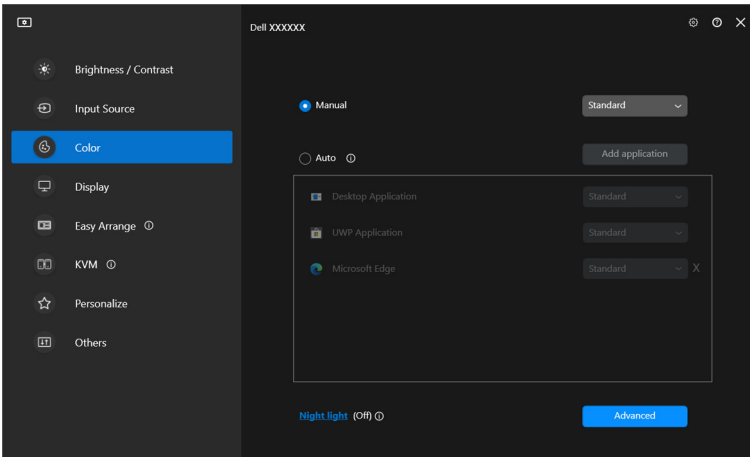 Dell XXXXXX
Brightness / Contrast
Input Source
Color
Display
Easy Arrange
KVM
Personalize
Others
Manual
Standard
Auto
Add application
Desktop Application
Standard
UWP Application
Standard
Microsoft Edge
Standard
X
Night light (Off)
Advanced